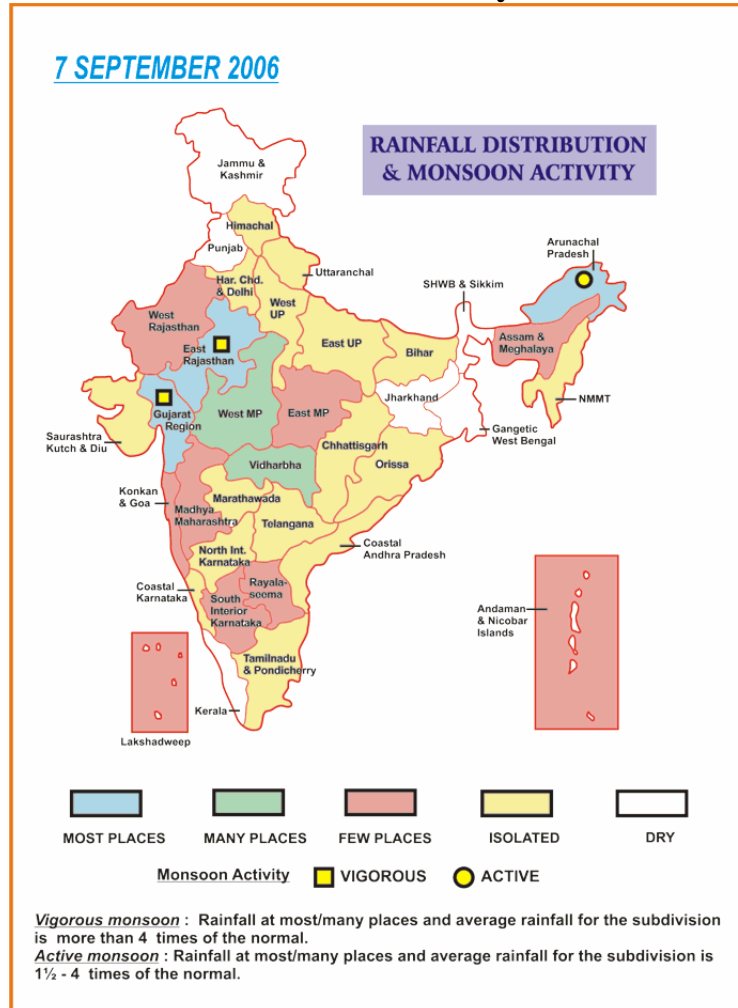 7 SEPTEMBER 2006
RAINFALL DISTRIBUTION
& MONSOON ACTIVITY
Jammu &
Kashmir
Himachal
Punjab
Uttaranchal
Har. Chd.
& Delhi
West
UP
West
Rajasthan
East
Rajasthan
East UP
Bihar
SHWB & Sikkim
Arunachal
Pradesh
Assam &
Meghalaya
NMMT
Jharkhand
Gangetic
West Bengal
Gujarat
Region
West MP
East MP
Saurashtra
Kutch & Diu
Chhattisgarh
Orissa
Vidharbha
Konkan
& Goa
Madhya
Maharashtra
Marathawada
Telangana
Coastal
Andhra Pradesh
North Int.
Karnataka
Coastal
Karnataka
South
Interior
Karnataka
Rayala-
seema
Andaman
& Nicobar
Islands
Tamilnadu
& Pondicherry
Kerala
Lakshadweep
MOST PLACES
MANY PLACES
FEW PLACES
ISOLATED
DRY
Monsoon Activity
VIGOROUS
ACTIVE
Vigorous monsoon : Rainfall at most/many places and average rainfall for the subdivision
is more than 4 times of the normal.
Active monsoon : Rainfall at most/many places and average rainfall for the subdivision is
1½ - 4 times of the normal.